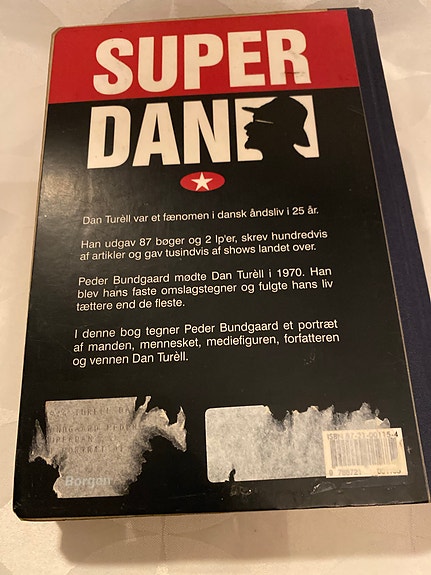 SUPER
DAN
Dan Turèll var et fænomen i dansk åndsliv i 25 år.
Han udgav 87 bøger og 2 lp'er, skrev hundredvis
af artikler og gav tusindvis af shows landet over.
Peder Bundgaard mødte Dan Turèll i 1970. Han
blev hans faste omslagstegner og fulgte hans liv
tættere end de fleste.
I denne bog tegner Peder Bundgaard et portræt
af manden, mennesket, mediefiguren, forfatteren
og vennen Dan Turèll.
TURELL
Borgen